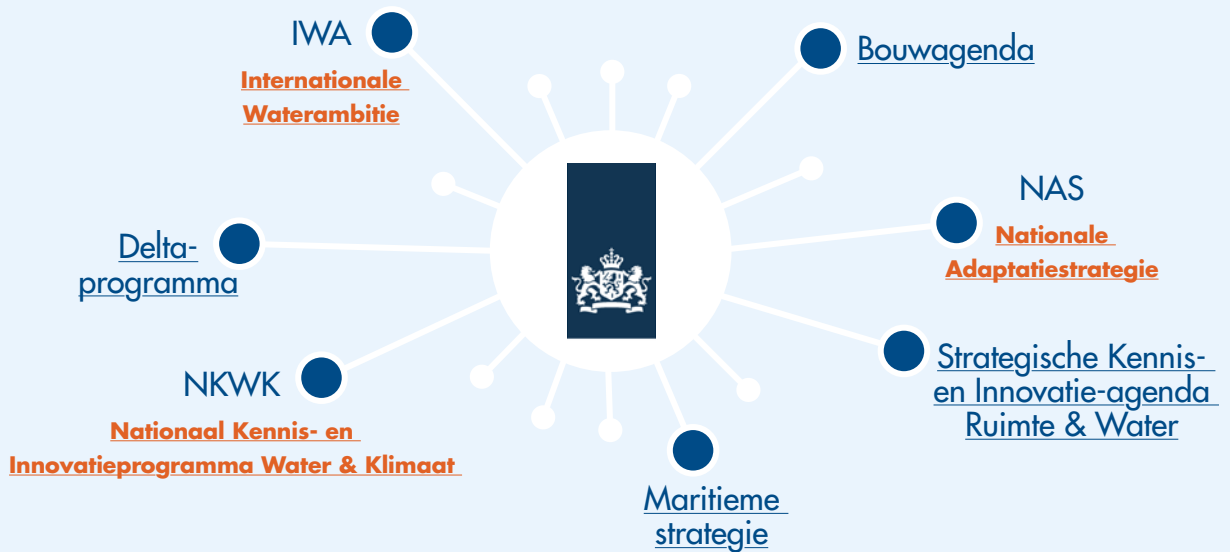 IWA
Internationale
Waterambitie
Bouwagenda
NAS
Nationale
Adaptatiestrategie
Delta-
programma
Strategische Kennis-
en Innovatie-agenda
Ruimte & Water
NKWK
Nationaal Kennis- en
Innovatieprogramma Water & Klimaat
Maritieme
strategie